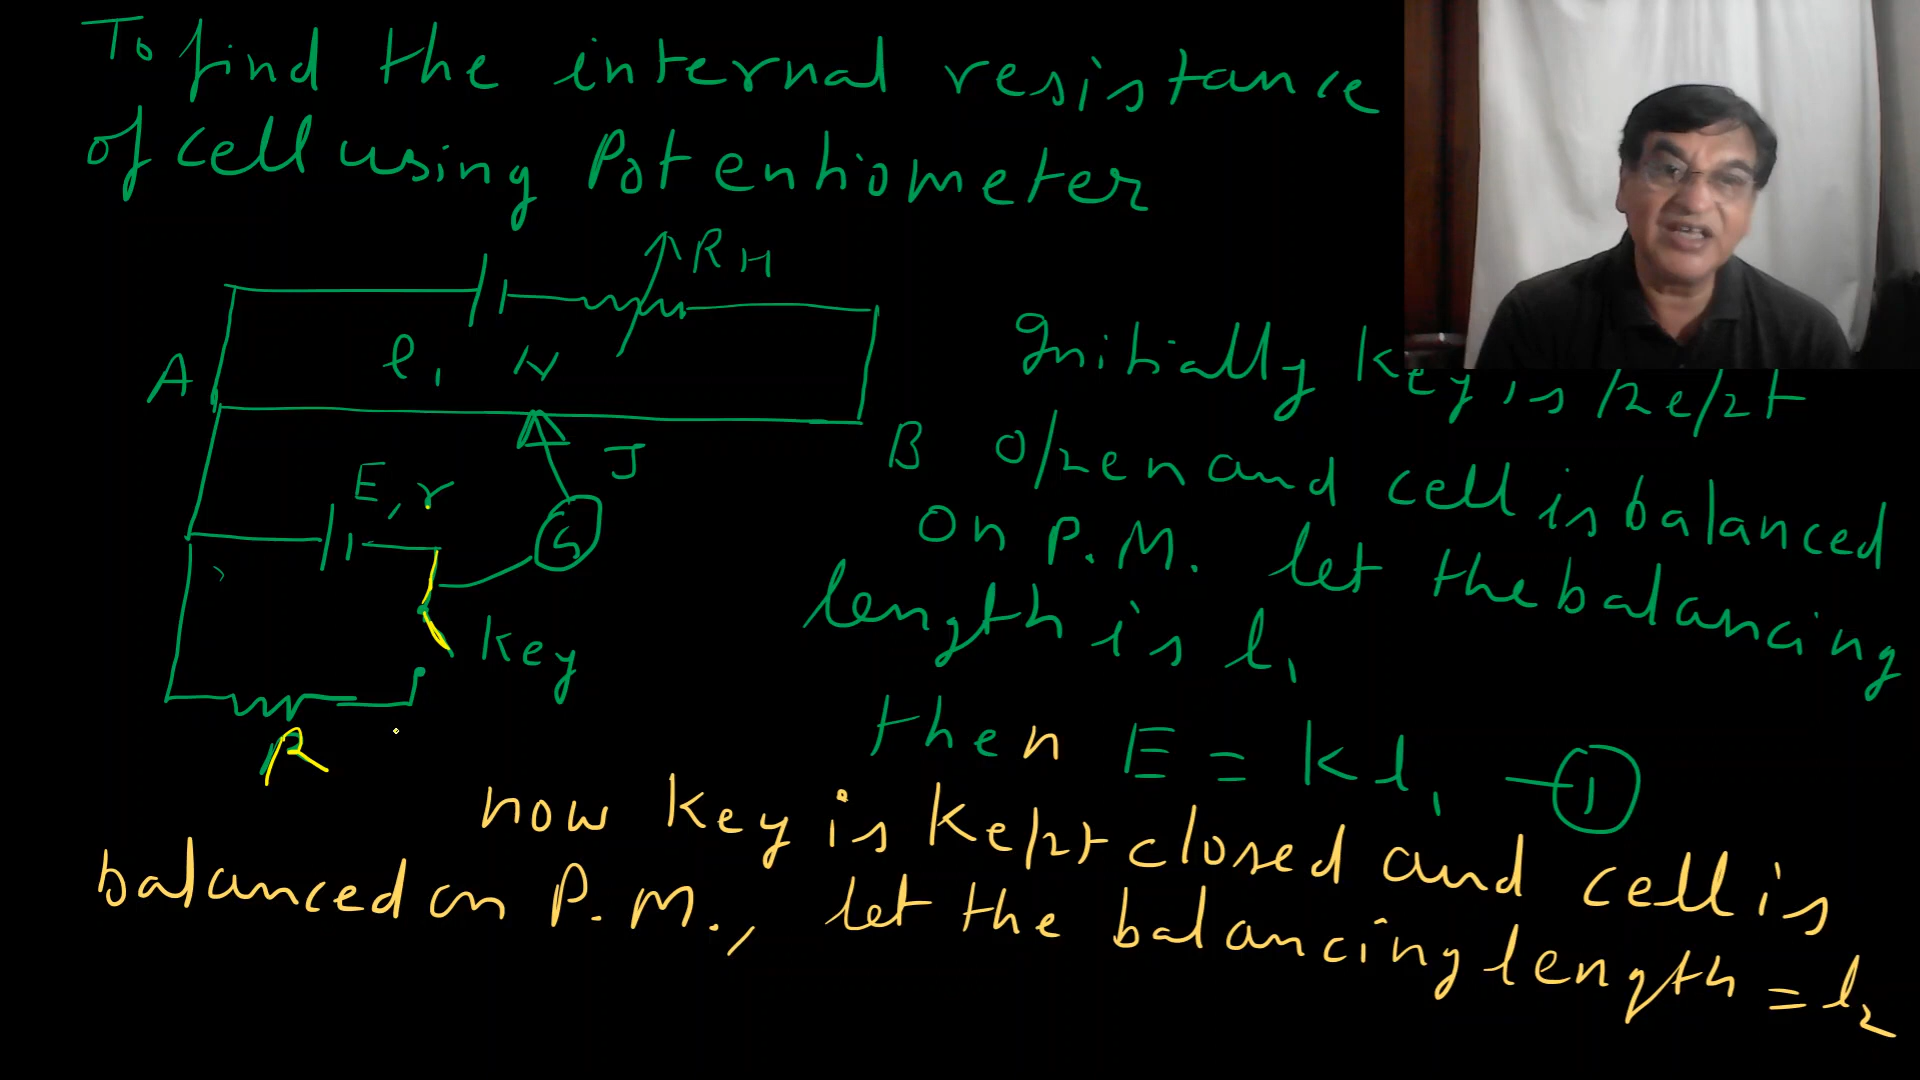 To find the internal resistance
of cell using Potentiometer
RH
l1 N
A
B
J
E, r
G
key
R
Initially key is kept
open and cell is balanced
on P.M. let the balancing
length is l1
then E = kl1 — 1
now key is kept closed and cell is
balanced on P.M., let the balancing length = l2